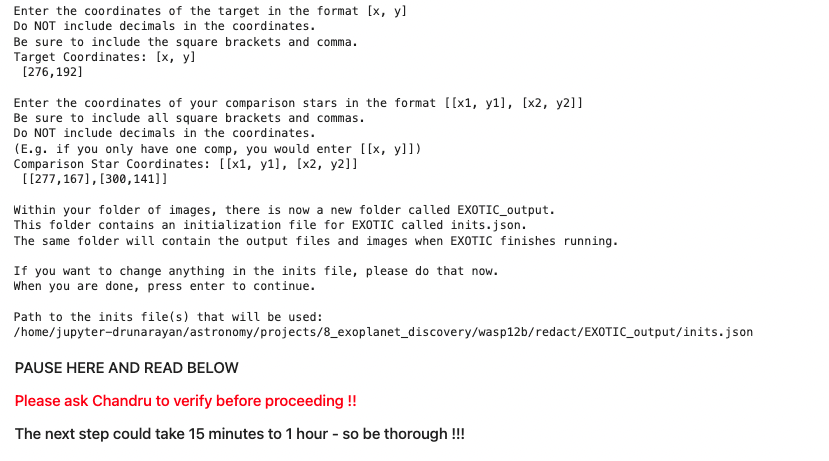 Enter the coordinates of the target in the format [x, y]
Do NOT include decimals in the coordinates.
Be sure to include the square brackets and comma.
Target Coordinates: [x, y]
[276,192]
Enter the coordinates of your comparison stars in the format [[x1, y1], [x2, y2]]
Be sure to include all square brackets and commas.
Do NOT include decimals in the coordinates.
(E.g. if you only have one comp, you would enter [[x, y]])
Comparison Star Coordinates: [[x1, y1], [x2, y2]]
[[277,167],[300,141]]
Within your folder of images, there is now a new folder called EXOTIC_output.
This folder contains an initialization file for EXOTIC called inits.json.
The same folder will contain the output files and images when EXOTIC finishes running.
If you want to change anything in the inits file, please do that now.
When you are done, press enter to continue.
Path to the inits file(s) that will be used:
/home/jupyter-drunarayan/astronomy/projects/8_exoplanet_discovery/wasp12b/redact/EXOTIC_output/inits.json
PAUSE HERE AND READ BELOW
Please ask Chandru to verify before proceeding !!
The next step could take 15 minutes to 1 hour - so be thorough !!!